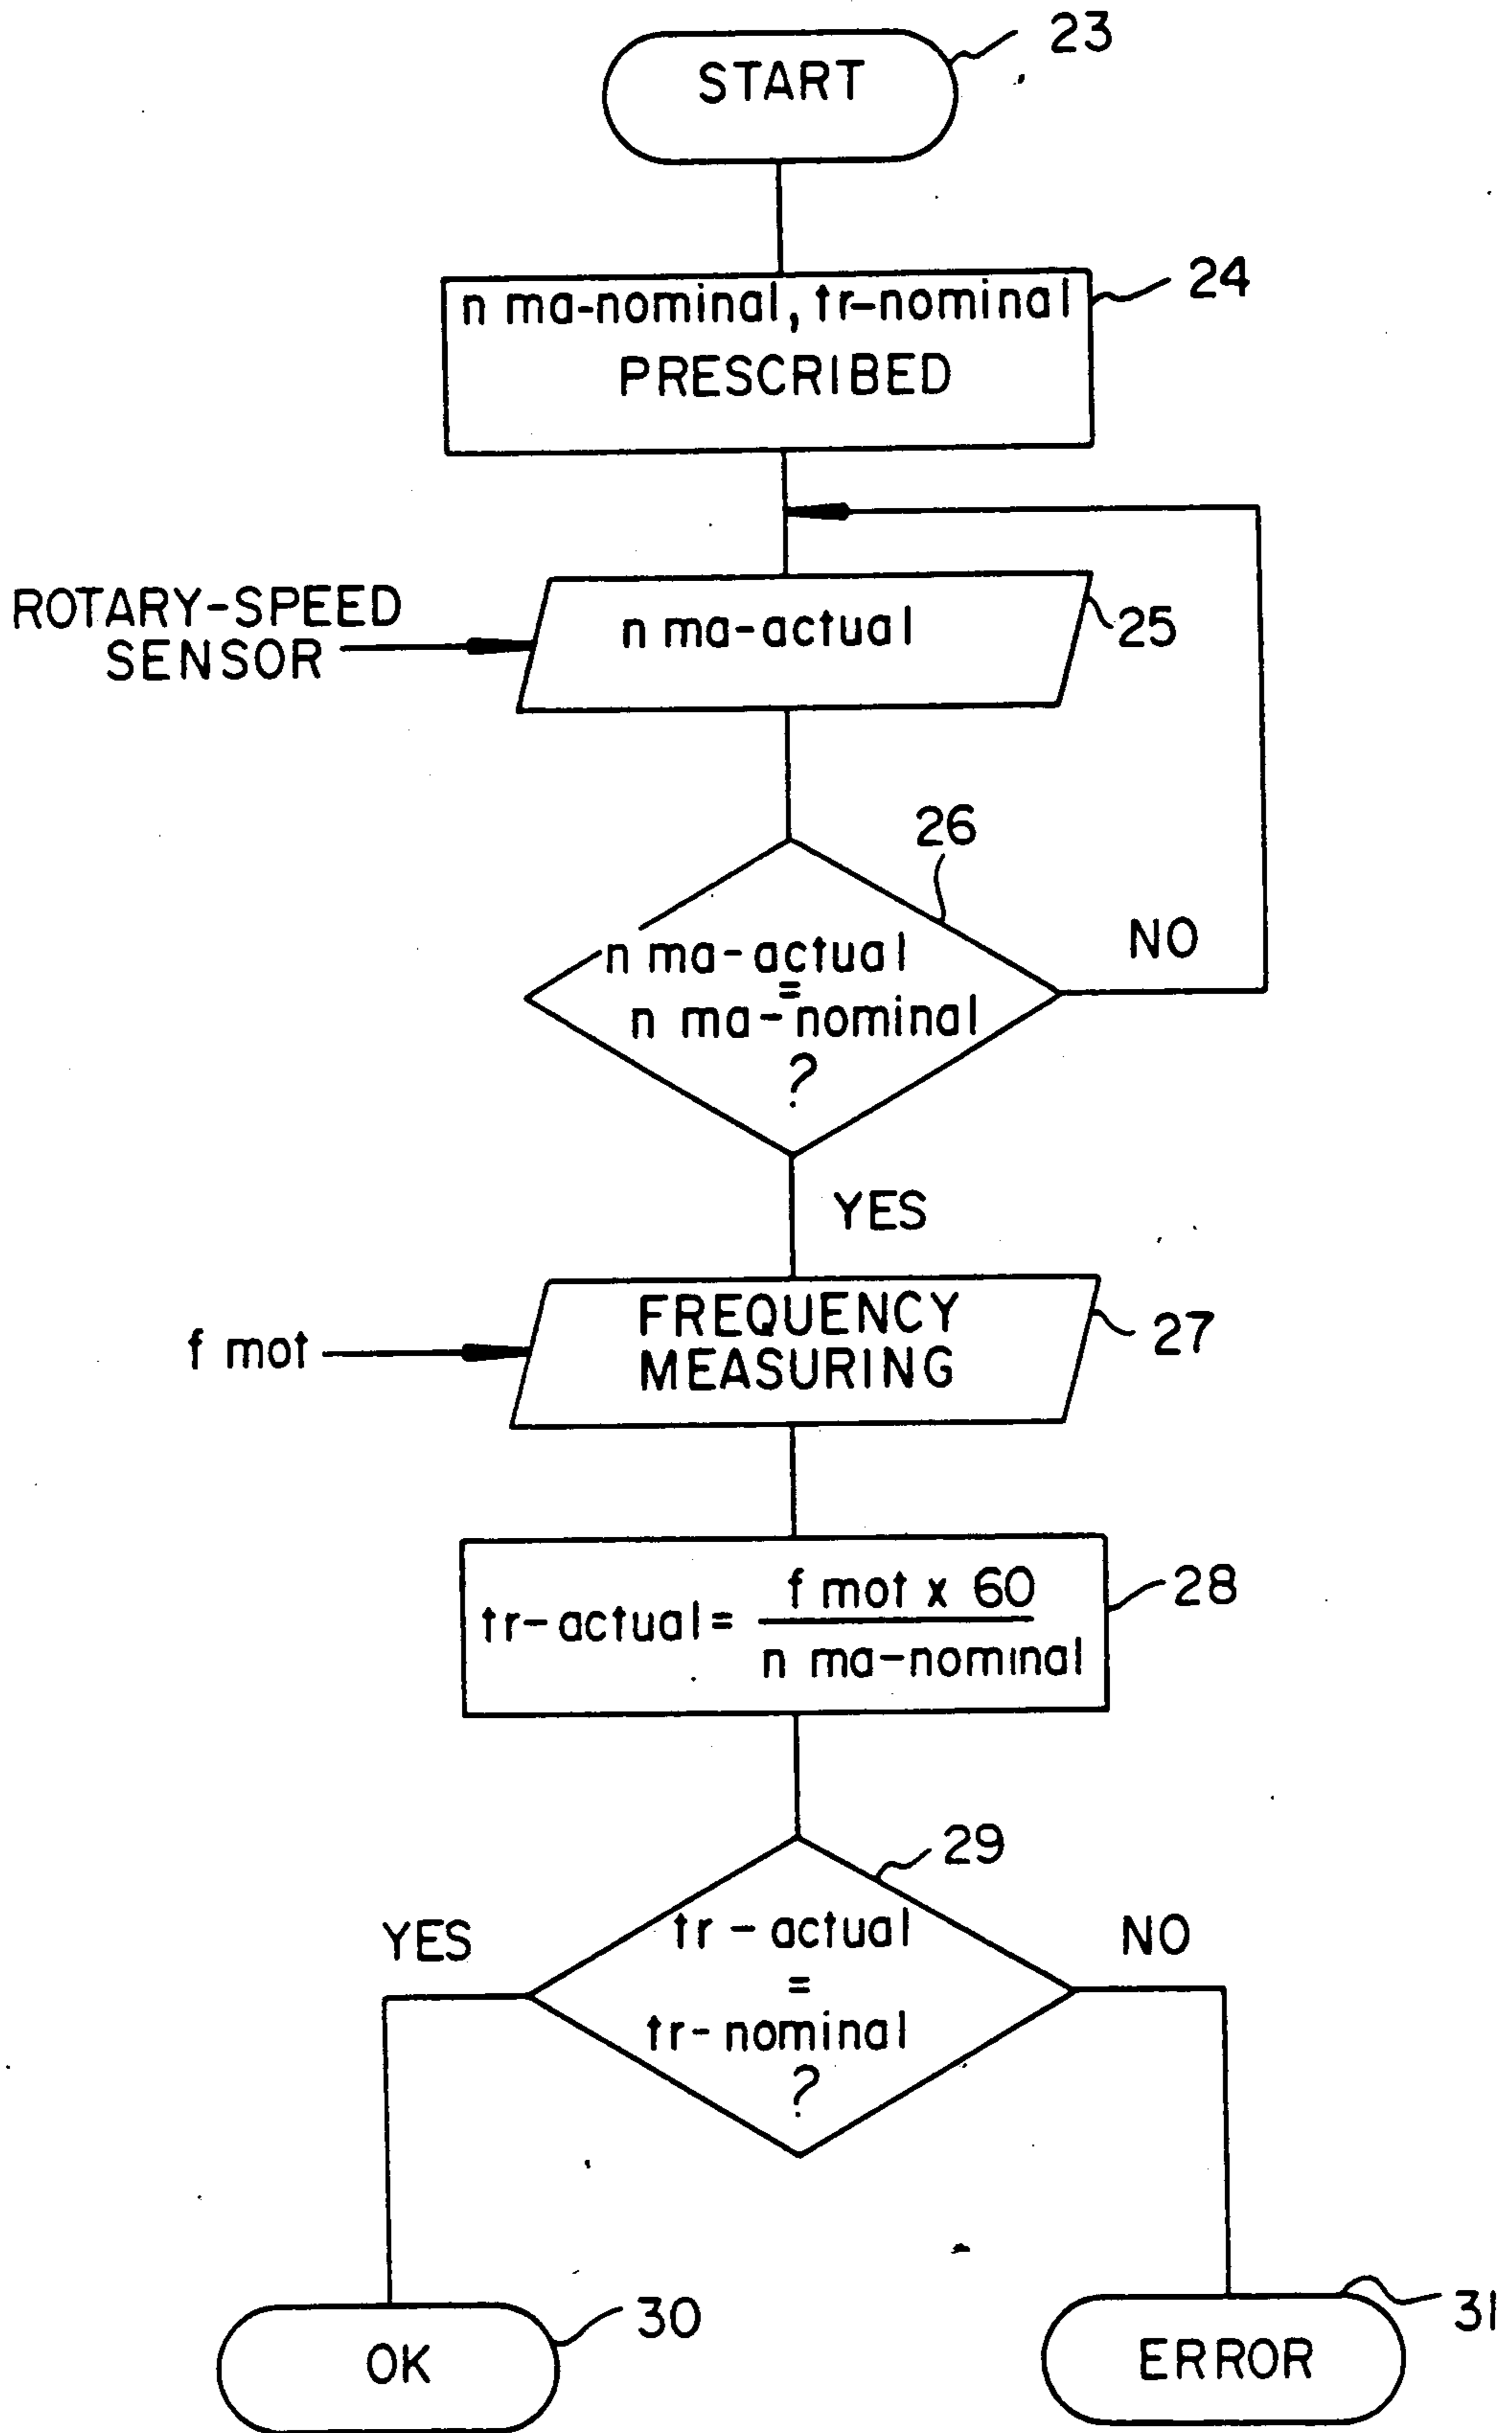 START
23
n ma-nominal, tr-nominal
PRESCRIBED
24
ROTARY-SPEED
SENSOR
n ma-actual
25
26
n ma-actual
=
n ma-nominal
?
NO
YES
f mot
FREQUENCY
MEASURING
27
tr-actual=
f mot x 60
n ma-nominal
28
29
YES
tr-actual
=
tr-nominal
?
NO
OK
30
ERROR
31